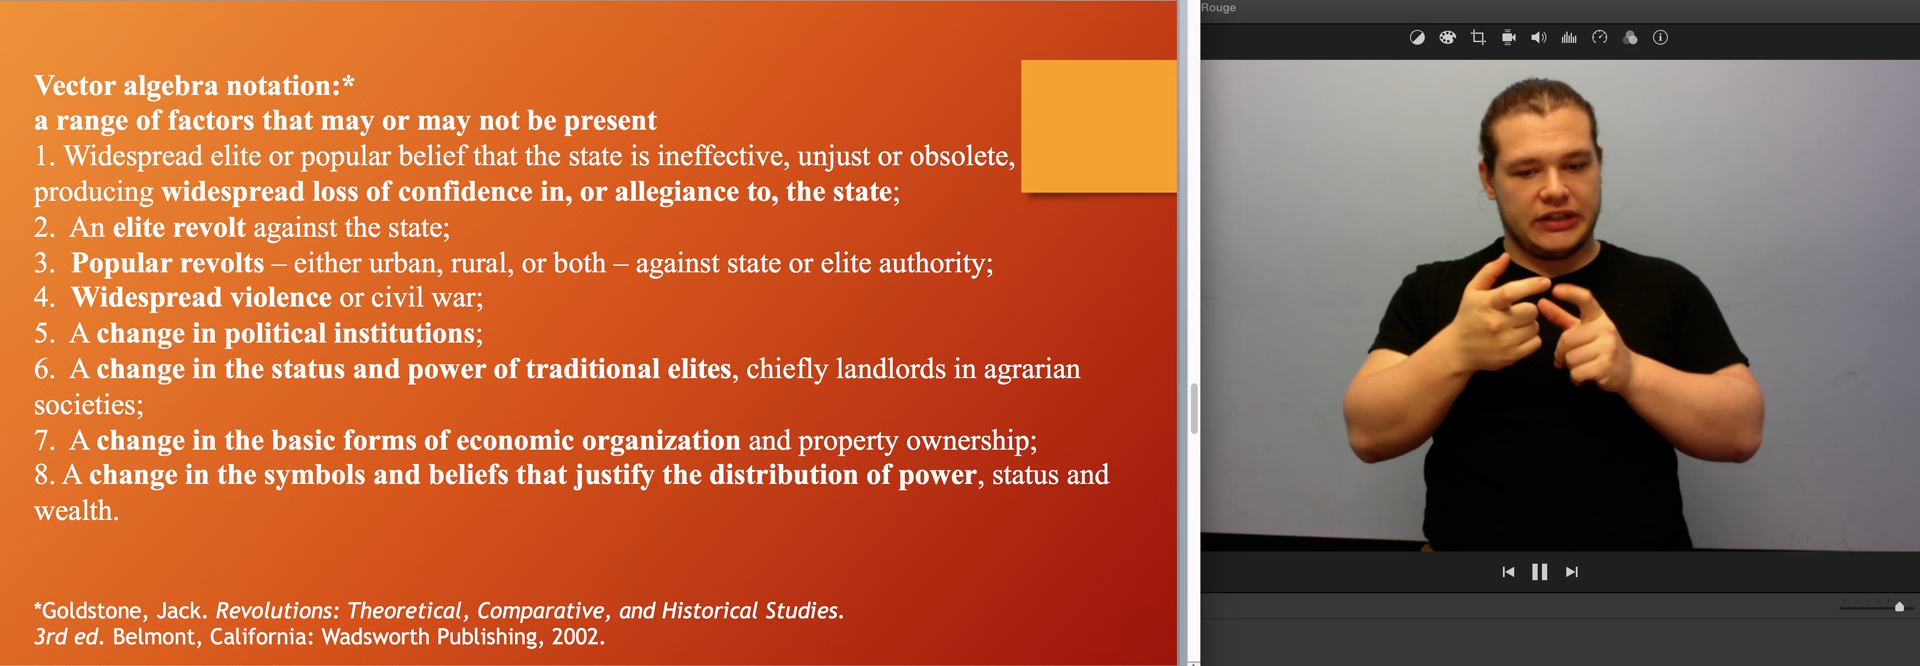 Vector algebra notation:*
a range of factors that may or may not be present
1. Widespread elite or popular belief that the state is ineffective, unjust or obsolete,
producing widespread loss of confidence in, or allegiance to, the state;
2. An elite revolt against the state;
3. Popular revolts – either urban, rural, or both – against state or elite authority;
4. Widespread violence or civil war;
5. A change in political institutions;
6. A change in the status and power of traditional elites, chiefly landlords in agrarian
societies;
7. A change in the basic forms of economic organization and property ownership;
8. A change in the symbols and beliefs that justify the distribution of power, status and
wealth.
*Goldstone, Jack. Revolutions: Theoretical, Comparative, and Historical Studies.
3rd ed. Belmont, California: Wadsworth Publishing, 2002.
Rouge